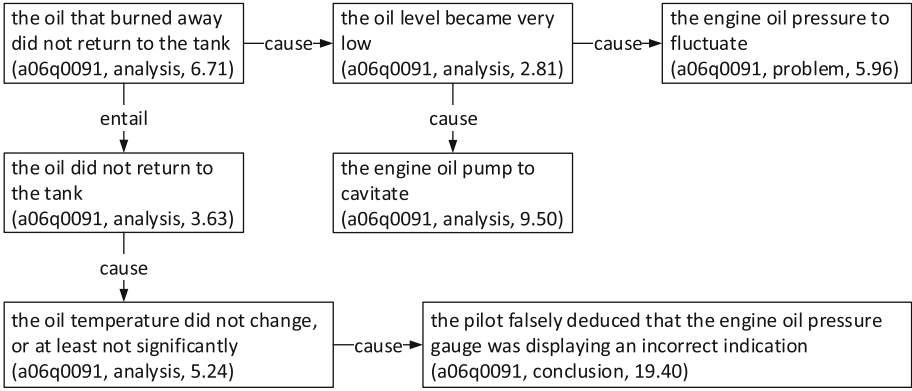 the oil that burned away
did not return to the tank
(a06q0091, analysis, 6.71)
cause
the oil level became very
low
(a06q0091, analysis, 2.81)
cause
the engine oil pressure to
fluctuate
(a06q0091, problem, 5.96)
entail
cause
the oil did not return to
the tank
(a06q0091, analysis, 3.63)
the engine oil pump to
cavitate
(a06q0091, analysis, 9.50)
cause
the oil temperature did not change,
or at least not significantly
(a06q0091, analysis, 5.24)
cause
the pilot falsely deduced that the engine oil pressure
gauge was displaying an incorrect indication
(a06q0091, conclusion, 19.40)